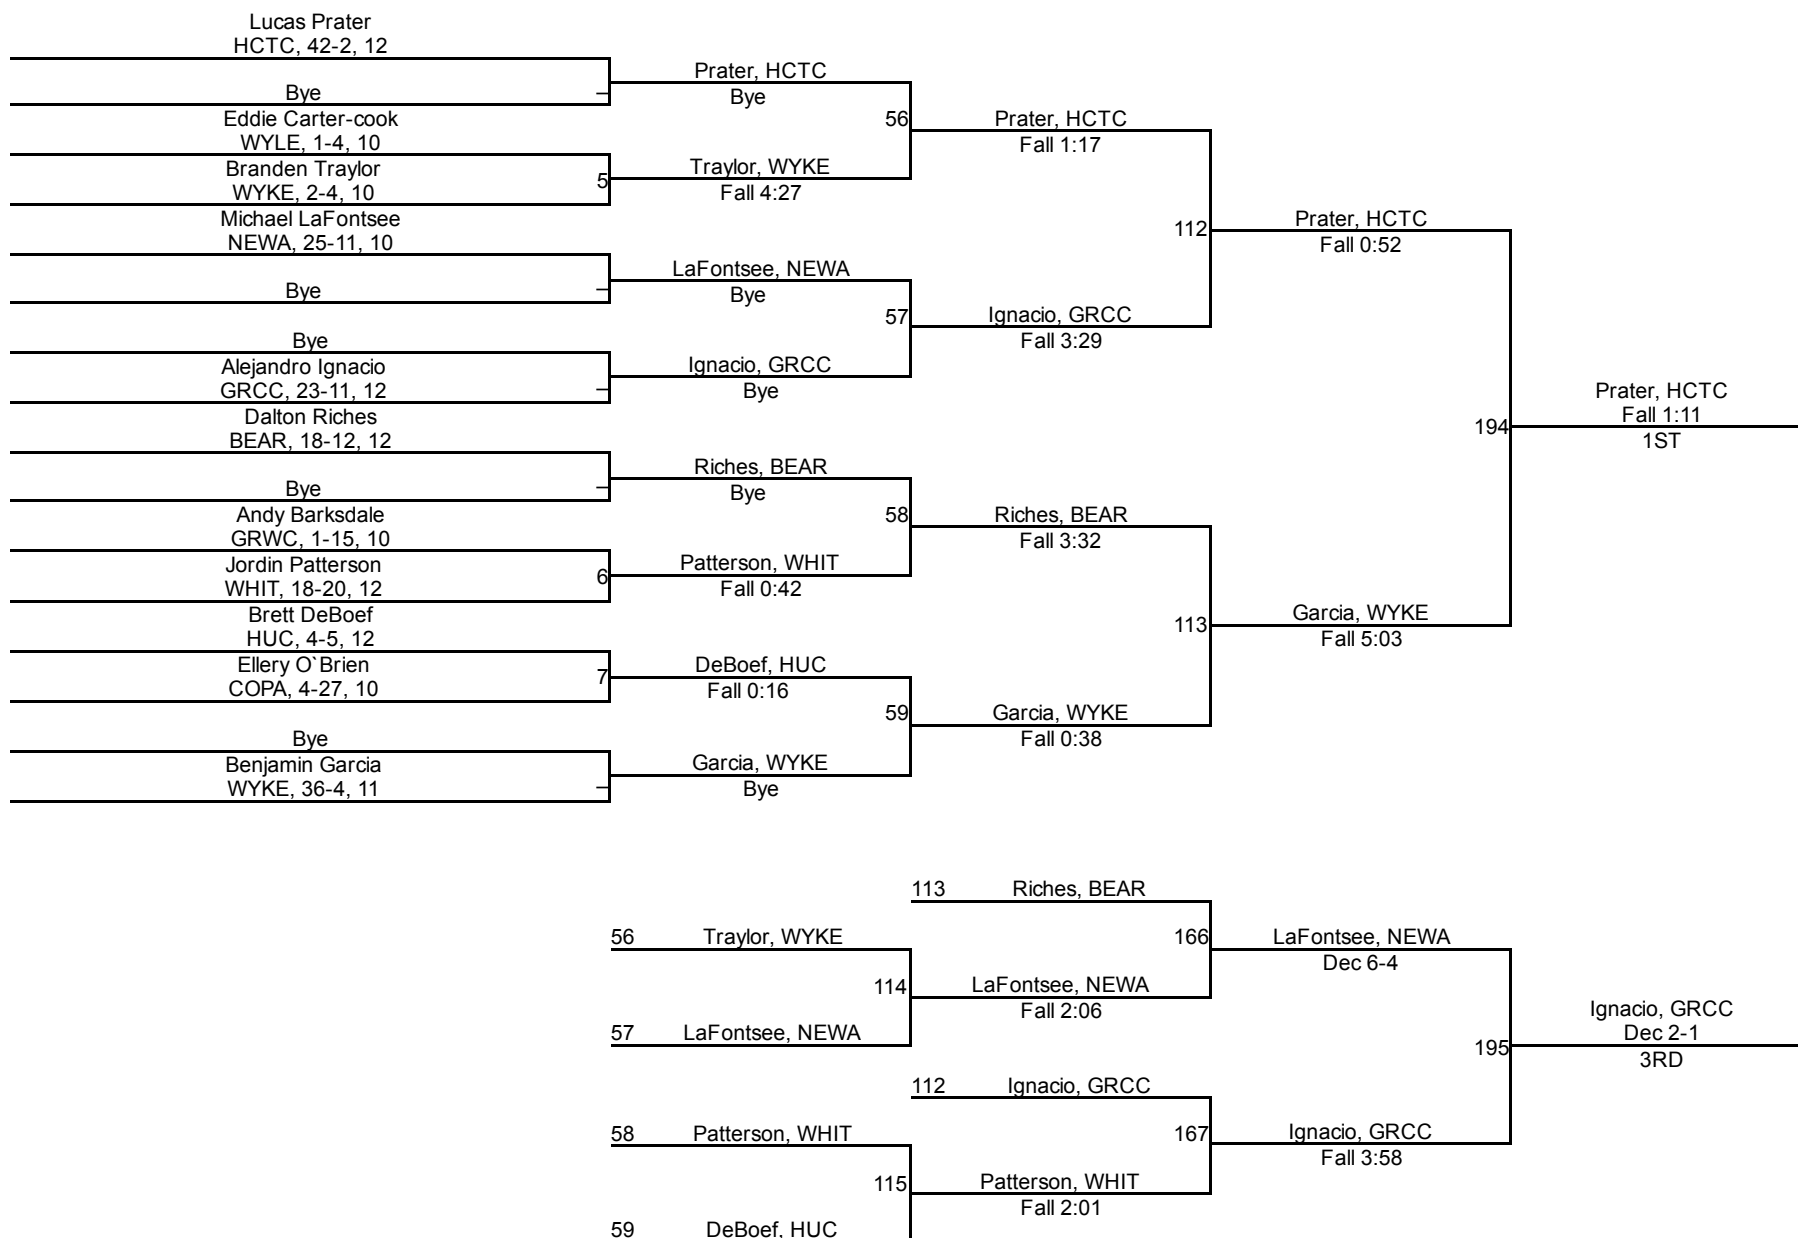 Lucas Prater
HCTC, 42-2, 12
Bye
Eddie Carter-cook
WYLE, 1-4, 10
Branden Traylor
WYKE, 2-4, 10
Michael LaFontsee
NEWA, 25-11, 10
Bye
Bye
Alejandro Ignacio
GRCC, 23-11, 12
Dalton Riches
BEAR, 18-12, 12
Bye
Andy Barksdale
GRWC, 1-15, 10
Jordin Patterson
WHIT, 18-20, 12
Brett DeBoef
HUC, 4-5, 12
Ellery O`Brien
COPA, 4-27, 10
Bye
Benjamin Garcia
WYKE, 36-4, 11
–
5
–
–
–
6
7
–
Prater, HCTC
Bye
Traylor, WYKE
Fall 4:27
LaFontsee, NEWA
Bye
Ignacio, GRCC
Bye
Riches, BEAR
Bye
Patterson, WHIT
Fall 0:42
DeBoef, HUC
Fall 0:16
Garcia, WYKE
Bye
56
57
58
59
Prater, HCTC
Fall 1:17
Ignacio, GRCC
Fall 3:29
Riches, BEAR
Fall 3:32
Garcia, WYKE
Fall 0:38
112
113
Prater, HCTC
Fall 0:52
Garcia, WYKE
Fall 5:03
194
Prater, HCTC
Fall 1:11
1ST
56 Traylor, WYKE
57 LaFontsee, NEWA
58 Patterson, WHIT
59 DeBoef, HUC
114
115
113 Riches, BEAR
LaFontsee, NEWA
Fall 2:06
112 Ignacio, GRCC
Patterson, WHIT
Fall 2:01
166
167
LaFontsee, NEWA
Dec 6-4
Ignacio, GRCC
Fall 3:58
195
Ignacio, GRCC
Dec 2-1
3RD